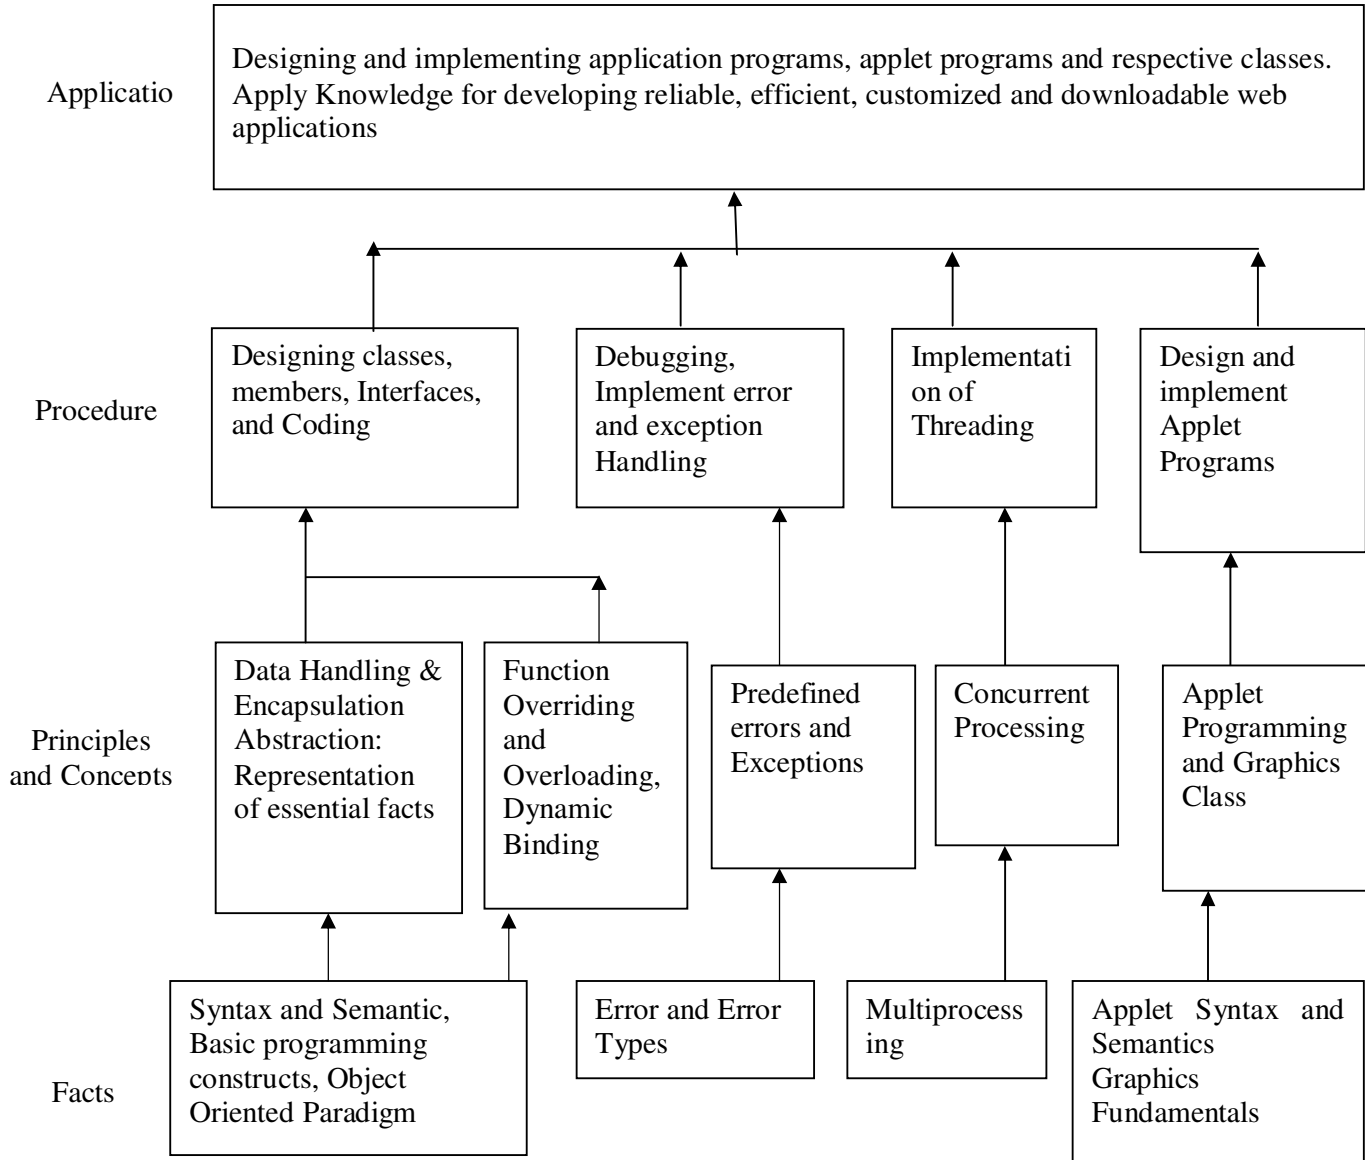 Applicatio
Designing and implementing application programs, applet programs and respective classes.
Apply Knowledge for developing reliable, efficient, customized and downloadable web
applications
Procedure
Designing classes,
members, Interfaces,
and Coding
Debugging,
Implement error
and exception
Handling
Implementati
on of
Threading
Design and
implement
Applet
Programs
Principles
and Concepts
Data Handling &
Encapsulation
Abstraction:
Representation
of essential facts
Function
Overriding
and
Overloading,
Dynamic
Binding
Predefined
errors and
Exceptions
Concurrent
Processing
Applet
Programming
and Graphics
Class
Facts
Syntax and Semantic,
Basic programming
constructs, Object
Oriented Paradigm
Error and Error
Types
Multiprocess
ing
Applet Syntax and
Semantics
Graphics
Fundamentals